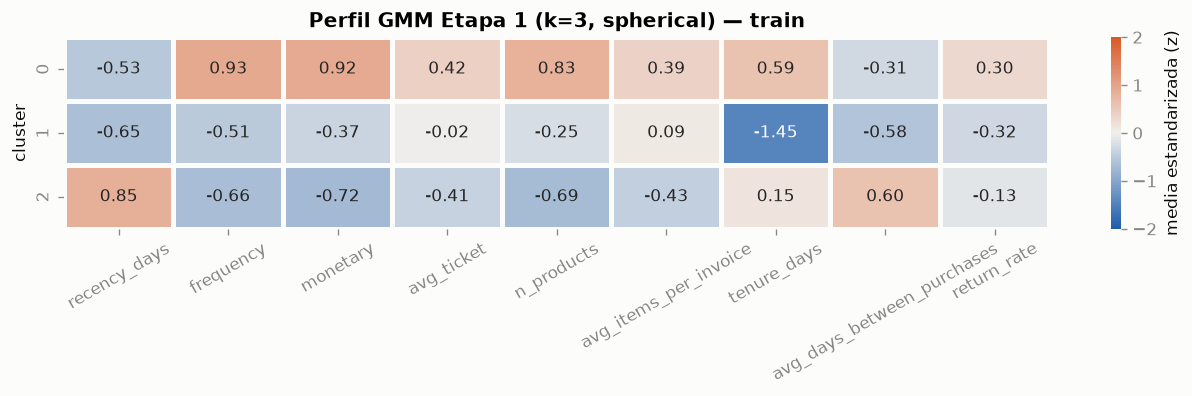 Perfil GMM Etapa 1 (k=3, spherical) — train
cluster
0 -0.53 0.93 0.92 0.42 0.83 0.39 0.59 -0.31 0.30
1 -0.65 -0.51 -0.37 -0.02 -0.25 0.09 -1.45 -0.58 -0.32
2 0.85 -0.66 -0.72 -0.41 -0.69 -0.43 0.15 0.60 -0.13
recency_days
frequency
monetary
avg_ticket
n_products
avg_items_per_invoice
tenure_days
avg_days_between_purchases
return_rate
2
1
0
−1
−2
media estandarizada (z)